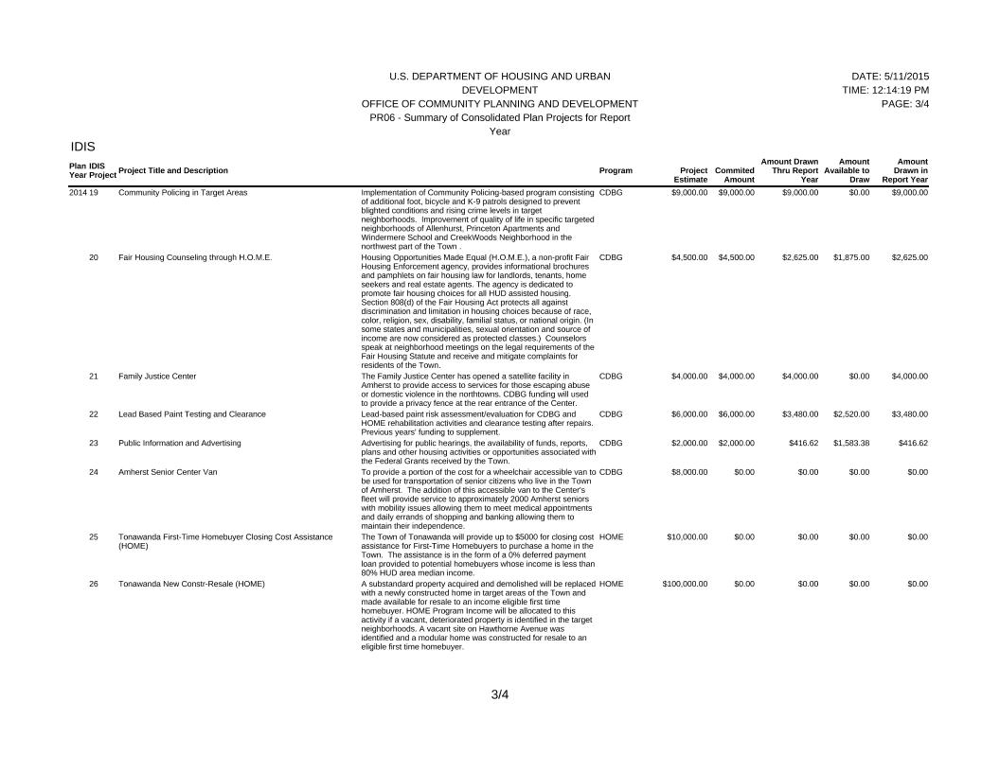 U.S. DEPARTMENT OF HOUSING AND URBAN
DEVELOPMENT
OFFICE OF COMMUNITY PLANNING AND DEVELOPMENT
PR06 - Summary of Consolidated Plan Projects for Report
Year
DATE: 5/11/2015
TIME: 12:14:19 PM
PAGE: 3/4
IDIS
Plan IDIS
Year Project
Project Title and Description
Program
Project
Estimate
Commited
Amount
Amount Drawn
Thru Report
Year
Amount
Available to
Draw
Amount
Drawn in
Report Year
2014 19 Community Policing in Target Areas Implementation of Community Policing-based program consisting CDBG $9,000.00 $9,000.00 $9,000.00 $0.00 $9,000.00
of additional foot, bicycle and K-9 patrols designed to prevent
blighted conditions and rising crime levels in target
neighborhoods.  Improvement of quality of life in specific targeted
neighborhoods of Allenhurst, Princeton Apartments and
Windermere School and CreekWoods Neighborhood in the
northwest part of the Town .
20 Fair Housing Counseling through H.O.M.E. Housing Opportunities Made Equal (H.O.M.E.), a non-profit Fair CDBG $4,500.00 $4,500.00 $2,625.00 $1,875.00 $2,625.00
Housing Enforcement agency, provides informational brochures
and pamphlets on fair housing law for landlords, tenants, home
seekers and real estate agents. The agency is dedicated to
promote fair housing choices for all HUD assisted housing.
Section 808(d) of the Fair Housing Act protects all against
discrimination and limitation in housing choices because of race,
color, religion, sex, disability, familial status, or national origin. (In
some states and municipalities, sexual orientation and source of
income are now considered as protected classes.)  Counselors
speak at neighborhood meetings on the legal requirements of the
Fair Housing Statute and receive and mitigate complaints for
residents of the Town.
21 Family Justice Center The Family Justice Center has opened a satellite facility in CDBG $4,000.00 $4,000.00 $4,000.00 $0.00 $4,000.00
Amherst to provide access to services for those escaping abuse
or domestic violence in the northtowns. CDBG funding will used
to provide a privacy fence at the rear entrance of the Center.
22 Lead Based Paint Testing and Clearance Lead-based paint risk assessment/evaluation for CDBG and CDBG $6,000.00 $6,000.00 $3,480.00 $2,520.00 $3,480.00
HOME rehabilitation activities and clearance testing after repairs.
Previous years' funding to supplement.
23 Public Information and Advertising Advertising for public hearings, the availability of funds, reports, CDBG $2,000.00 $2,000.00 $416.62 $1,583.38 $416.62
plans and other housing activities or opportunities associated with
the Federal Grants received by the Town.
24 Amherst Senior Center Van To provide a portion of the cost for a wheelchair accessible van to CDBG $8,000.00 $0.00 $0.00 $0.00 $0.00
be used for transportation of senior citizens who live in the Town
of Amherst.  The addition of this accessible van to the Center's
fleet will provide service to approximately 2000 Amherst seniors
with mobility issues allowing them to meet medical appointments
and daily errands of shopping and banking allowing them to
maintain their independence.
25 Tonawanda First-Time Homebuyer Closing Cost Assistance The Town of Tonawanda will provide up to $5000 for closing cost HOME $10,000.00 $0.00 $0.00 $0.00 $0.00
(HOME) assistance for First-Time Homebuyers to purchase a home in the
Town.  The assistance is in the form of a 0% deferred payment
loan provided to potential homebuyers whose income is less than
80% HUD area median income.
26 Tonawanda New Constr-Resale (HOME) A substandard property acquired and demolished will be replaced HOME $100,000.00 $0.00 $0.00 $0.00 $0.00
with a newly constructed home in target areas of the Town and
made available for resale to an income eligible first time
homebuyer. HOME Program Income will be allocated to this
activity if a vacant, deteriorated property is identified in the target
neighborhoods. A vacant site on Hawthorne Avenue was
identified and a modular home was constructed for resale to an
eligible first time homebuyer.
3/4